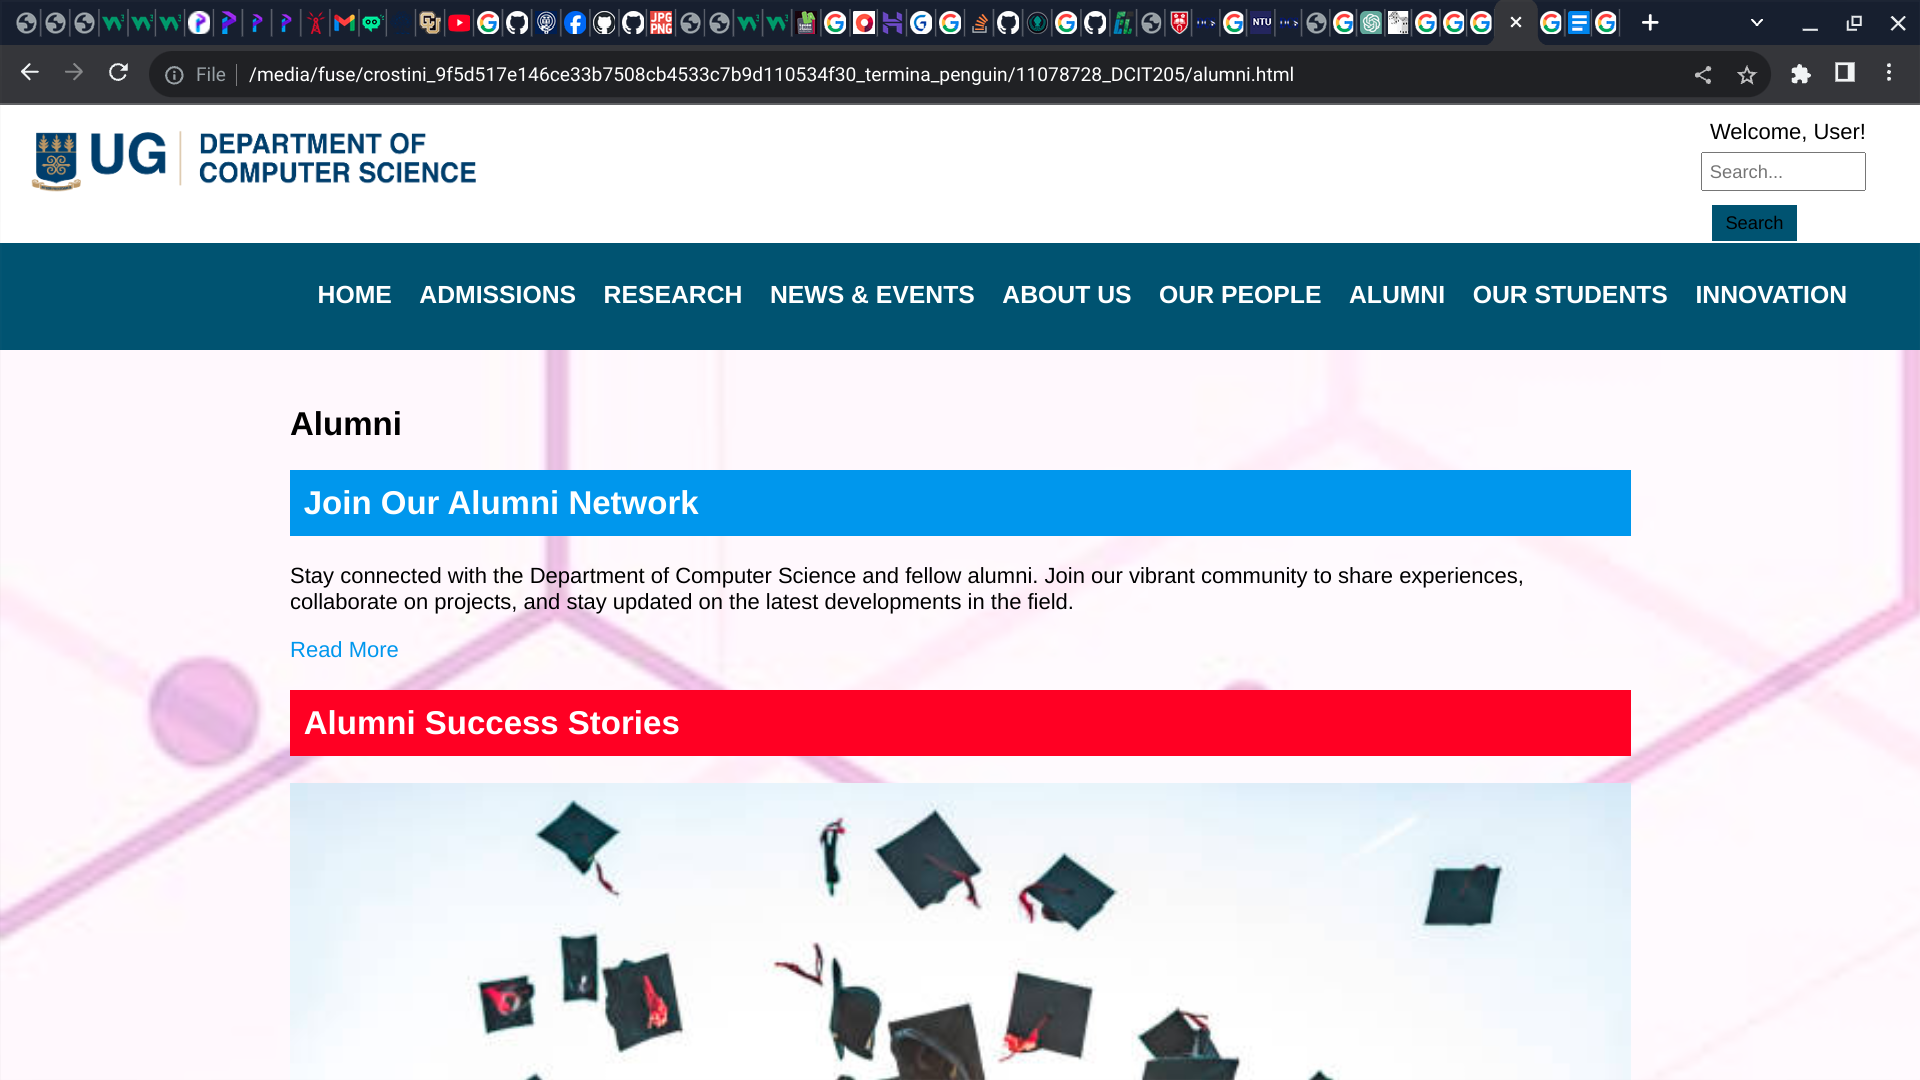 File /media/fuse/crostini_9f5d517e146ce33b7508cb4533c7b9d110534f30_termina_penguin/11078728_DCIT205/alumni.html
UG
DEPARTMENT OF
COMPUTER SCIENCE
Welcome, User!
Search...
Search
HOME ADMISSIONS RESEARCH NEWS & EVENTS ABOUT US OUR PEOPLE ALUMNI OUR STUDENTS INNOVATION
Alumni
Join Our Alumni Network
Stay connected with the Department of Computer Science and fellow alumni. Join our vibrant community to share experiences,
collaborate on projects, and stay updated on the latest developments in the field.
Read More
Alumni Success Stories